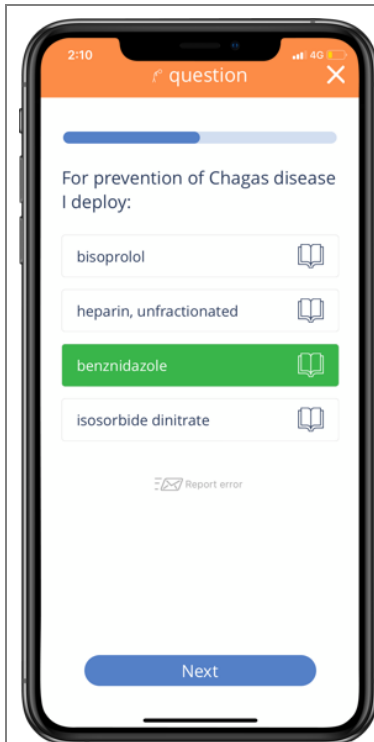 2:10
4G
question
For prevention of Chagas disease
I deploy:
bisoprolol
heparin, unfractionated
benznidazole
isosorbide dinitrate
Report error
Next